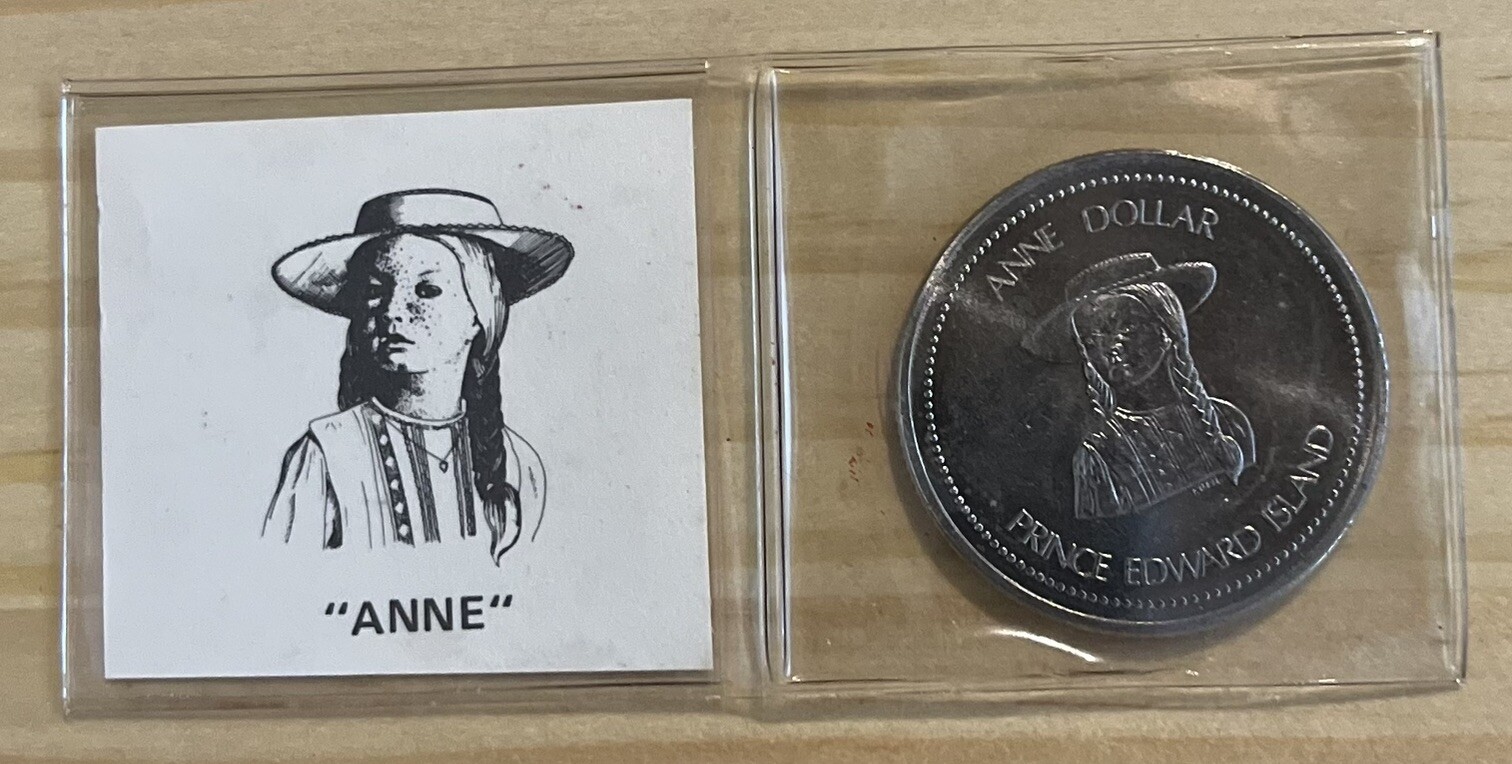 “ANNE“
ANNE DOLLAR
PRINCE EDWARD ISLAND